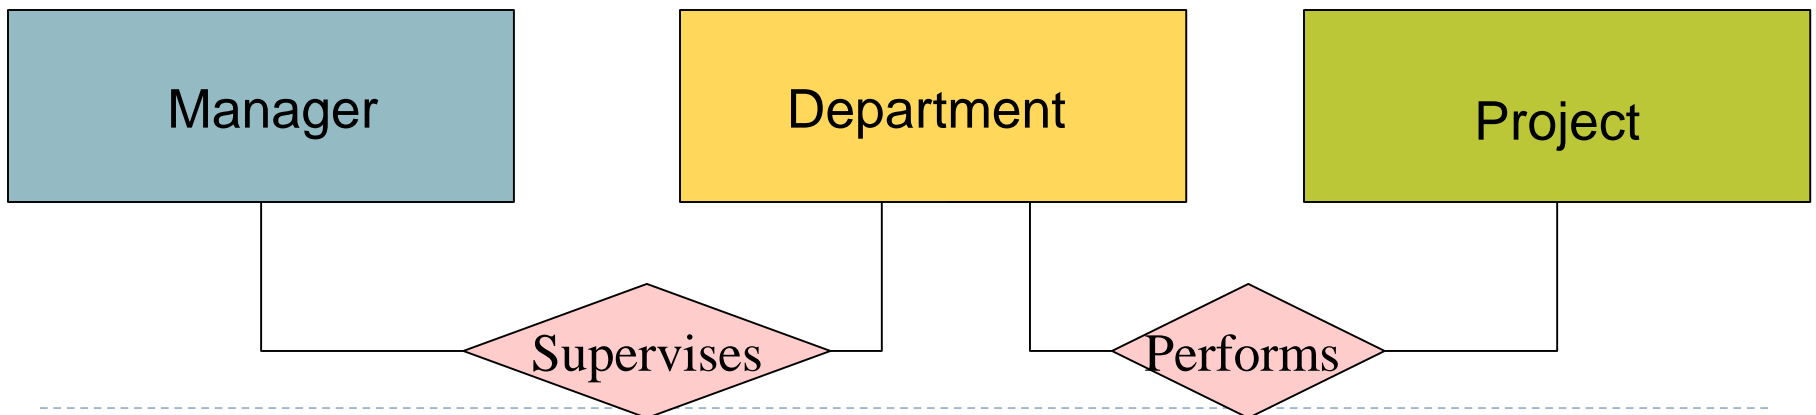 Manager
Department
Project
Supervises
Performs